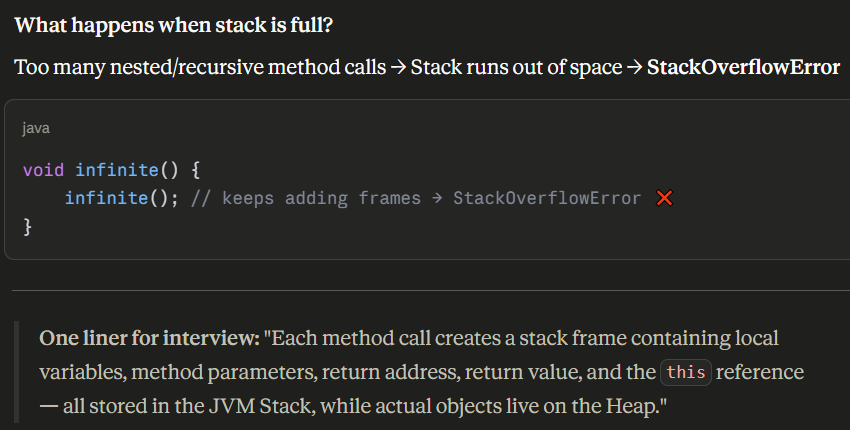 What happens when stack is full?
Too many nested/recursive method calls → Stack runs out of space → StackOverflowError
java
void infinite() {
    infinite(); // keeps adding frames → StackOverflowError ❌
}
One liner for interview: "Each method call creates a stack frame containing local
variables, method parameters, return address, return value, and the this reference
— all stored in the JVM Stack, while actual objects live on the Heap."